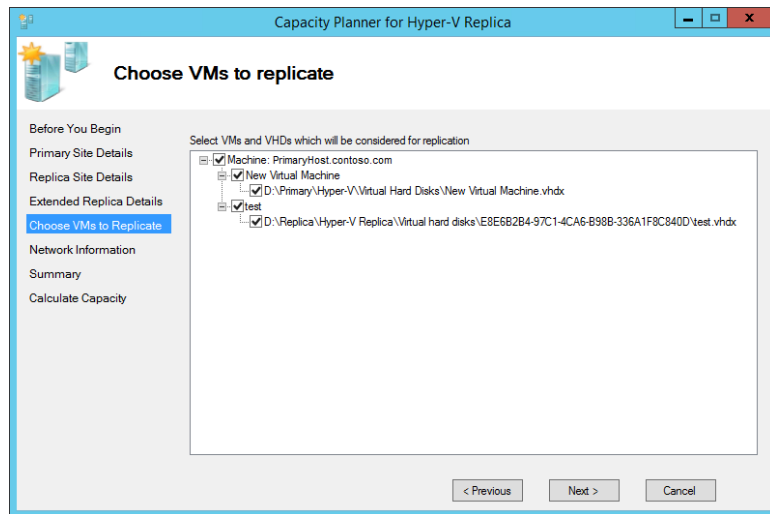 Capacity Planner for Hyper-V Replica
Choose VMs to replicate
Before You Begin
Primary Site Details
Replica Site Details
Extended Replica Details
Choose VMs to Replicate
Network Information
Summary
Calculate Capacity
Select VMs and VHDs which will be considered for replication
Machine: PrimaryHost.contoso.com
New Virtual Machine
D:\Primary\Hyper-V\Virtual Hard Disks\New Virtual Machine.vhdx
test
D:\Replica\Hyper-V Replica\Virtual hard disks\E8E6B2B4-97C1-4CA6-B98B-336A1F8C840D\test.vhdx
< Previous
Next >
Cancel